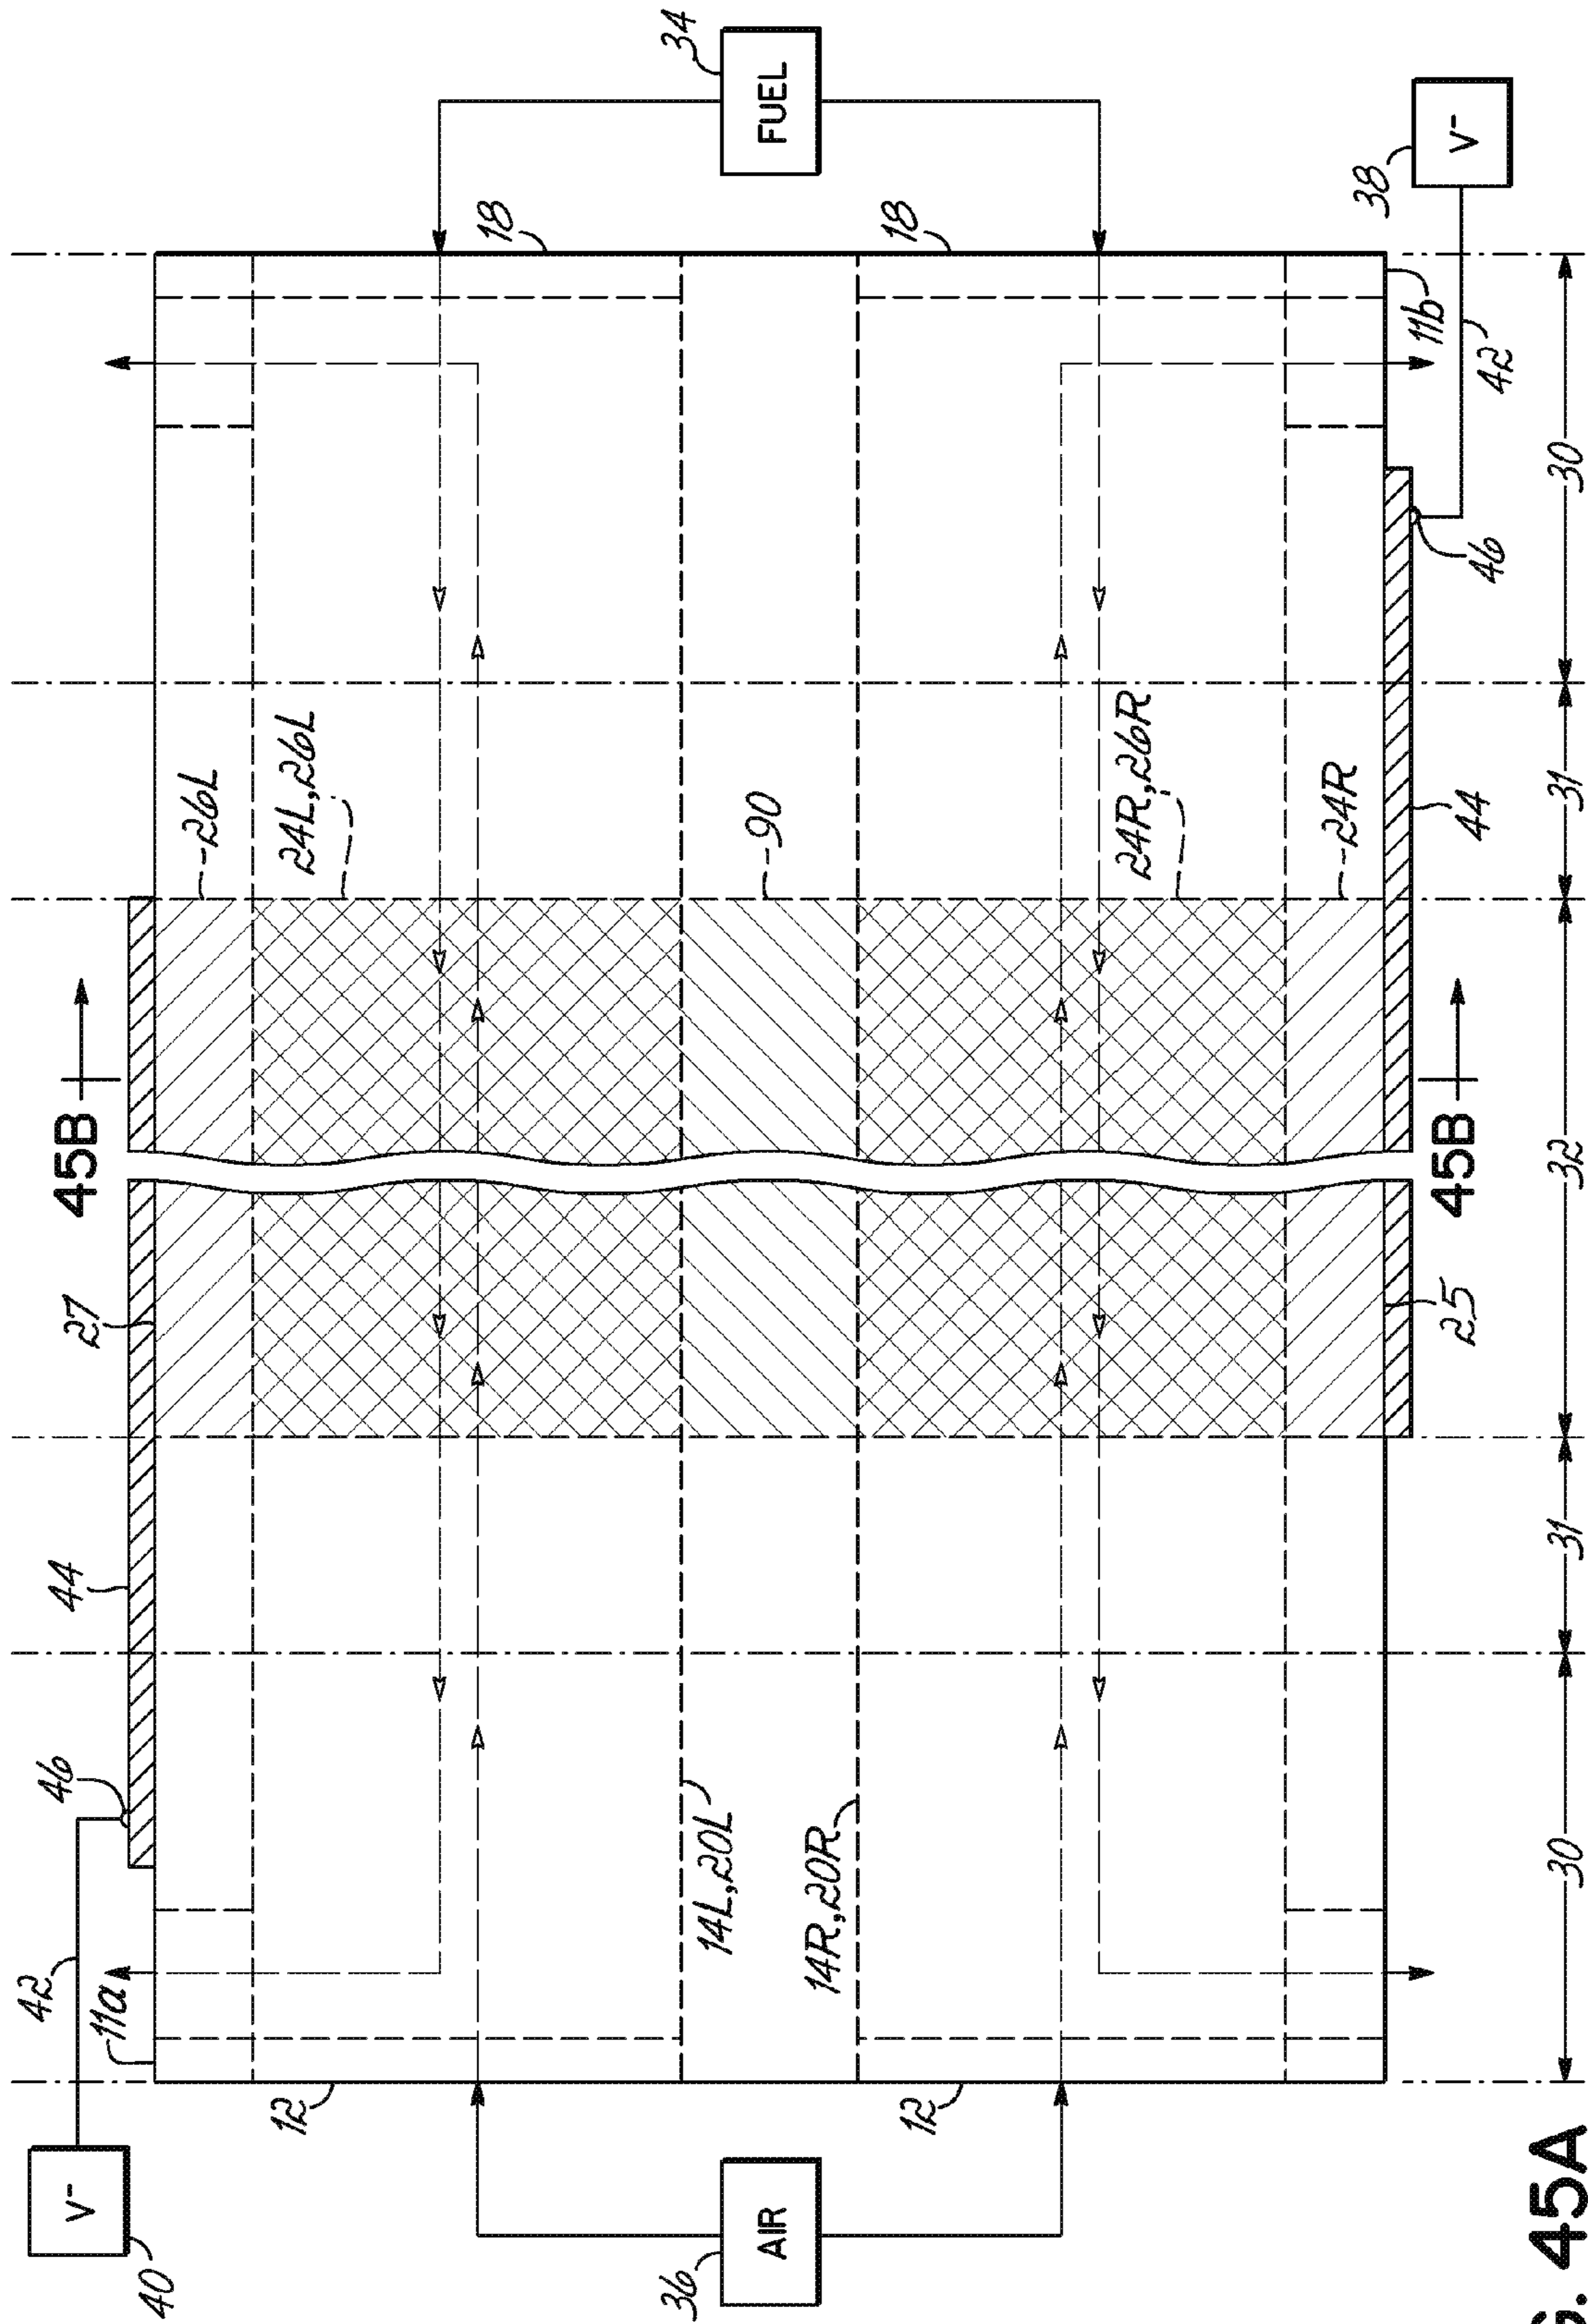 40
V-
42
11a
46
44
27
45B
26L
24L,26L
34
FUEL
18
12
14L,20L
90
36
AIR
14R,20R
24R,26R
18
12
24R
38
V-
11b
42
46
44
25
45B
30
31
32
31
30
G. 45A